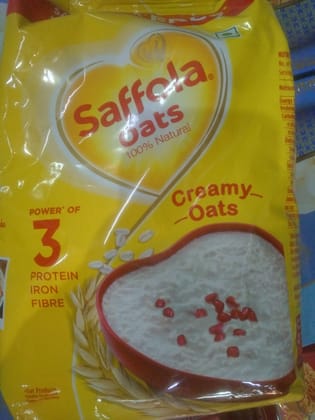 Saffola
Oats
100% Natural
Creamy
Oats
POWER* OF
3
PROTEIN
IRON
FIBRE